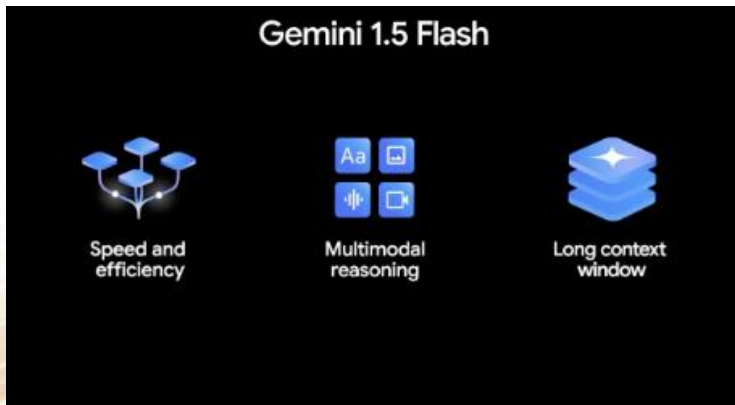 Gemini 1.5 Flash
Aa
Speed and
efficiency
Multimodal
reasoning
Long context
window